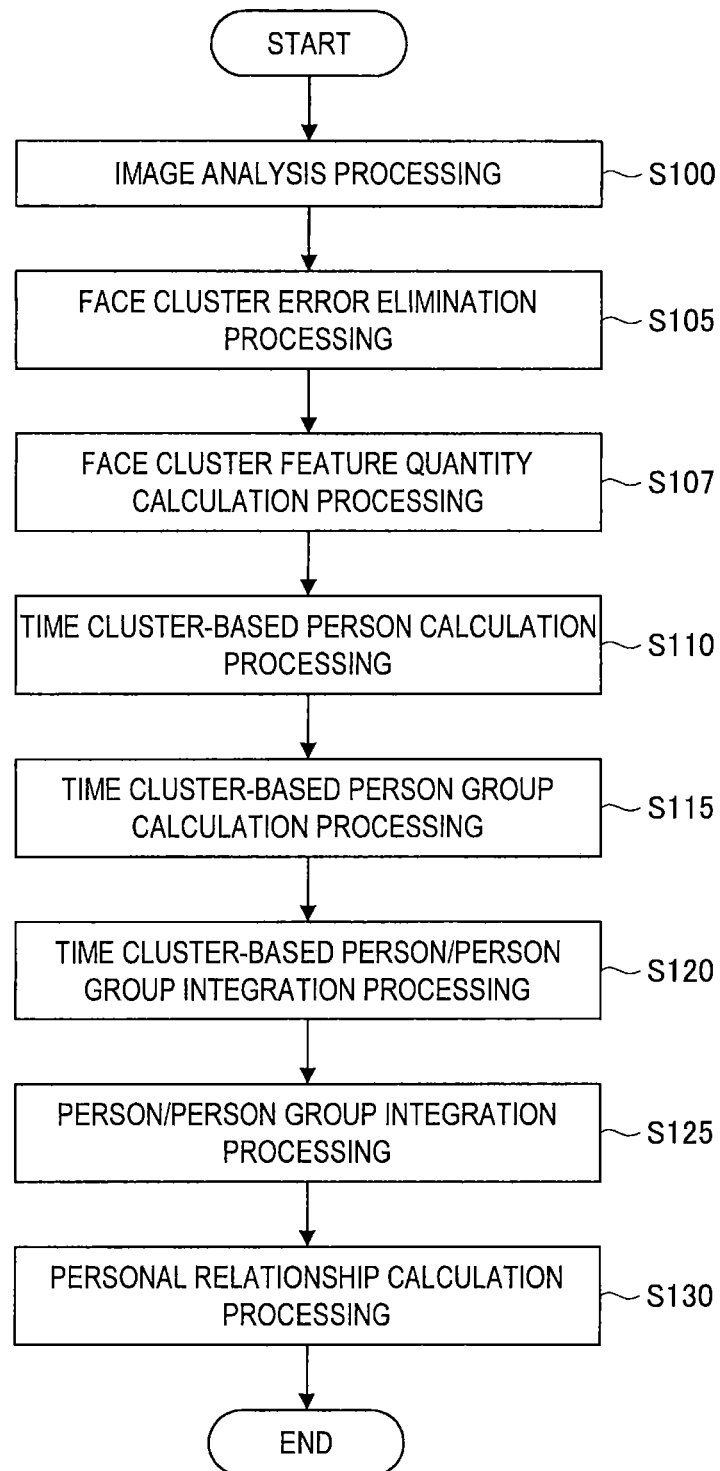 START
IMAGE ANALYSIS PROCESSING
S100
FACE CLUSTER ERROR ELIMINATION
PROCESSING
S105
FACE CLUSTER FEATURE QUANTITY
CALCULATION PROCESSING
S107
TIME CLUSTER-BASED PERSON CALCULATION
PROCESSING
S110
TIME CLUSTER-BASED PERSON GROUP
CALCULATION PROCESSING
S115
TIME CLUSTER-BASED PERSON/PERSON
GROUP INTEGRATION PROCESSING
S120
PERSON/PERSON GROUP INTEGRATION
PROCESSING
S125
PERSONAL RELATIONSHIP CALCULATION
PROCESSING
S130
END